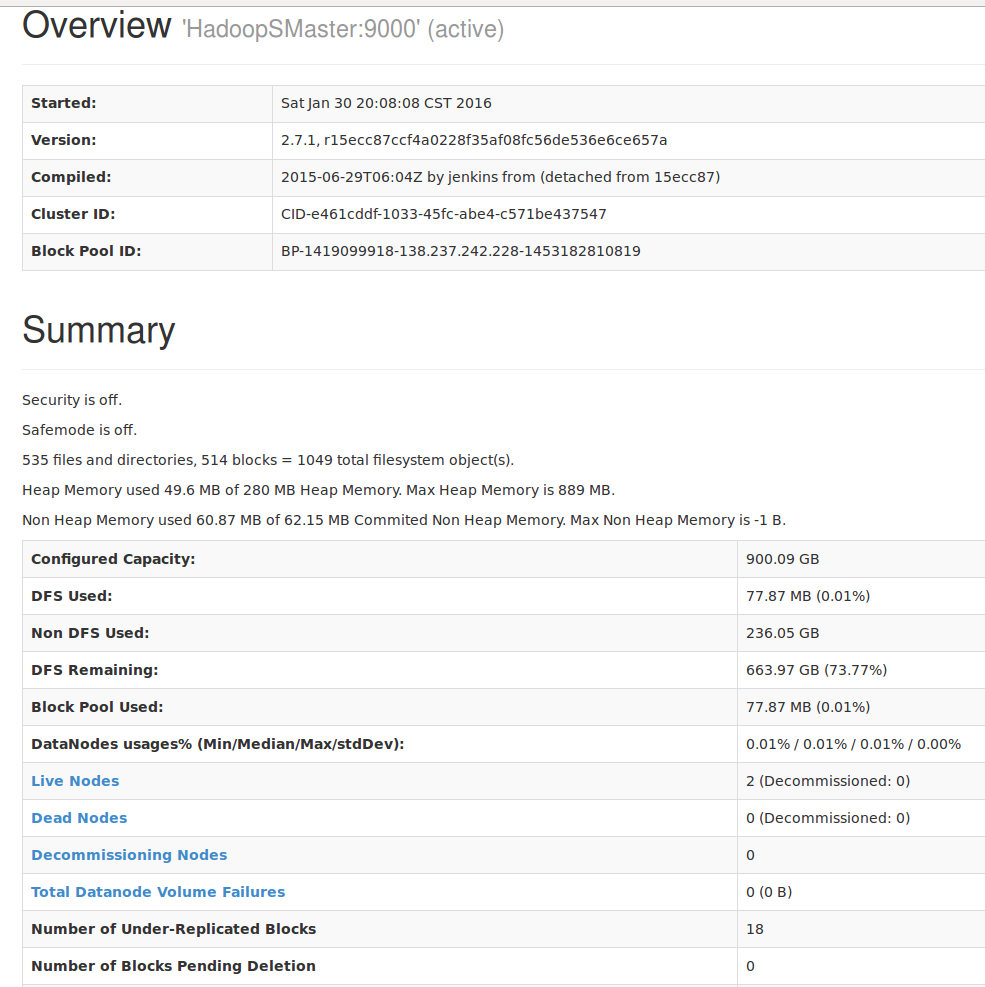 Overview 'HadoopSMaster:9000' (active)
Started: Sat Jan 30 20:08:08 CST 2016
Version: 2.7.1, r15ecc87ccf4a0228f35af08fc56de536e6ce657a
Compiled: 2015-06-29T06:04Z by jenkins from (detached from 15ecc87)
Cluster ID: CID-e461cddf-1033-45fc-abe4-c571be437547
Block Pool ID: BP-1419099918-138.237.242.228-1453182810819
Summary
Security is off.
Safemode is off.
535 files and directories, 514 blocks = 1049 total filesystem object(s).
Heap Memory used 49.6 MB of 280 MB Heap Memory. Max Heap Memory is 889 MB.
Non Heap Memory used 60.87 MB of 62.15 MB Commited Non Heap Memory. Max Non Heap Memory is -1 B.
Configured Capacity: 900.09 GB
DFS Used: 77.87 MB (0.01%)
Non DFS Used: 236.05 GB
DFS Remaining: 663.97 GB (73.77%)
Block Pool Used: 77.87 MB (0.01%)
DataNodes usages% (Min/Median/Max/stdDev): 0.01% / 0.01% / 0.01% / 0.00%
Live Nodes 2 (Decommissioned: 0)
Dead Nodes 0 (Decommissioned: 0)
Decommissioning Nodes 0
Total Datanode Volume Failures 0 (0 B)
Number of Under-Replicated Blocks 18
Number of Blocks Pending Deletion 0